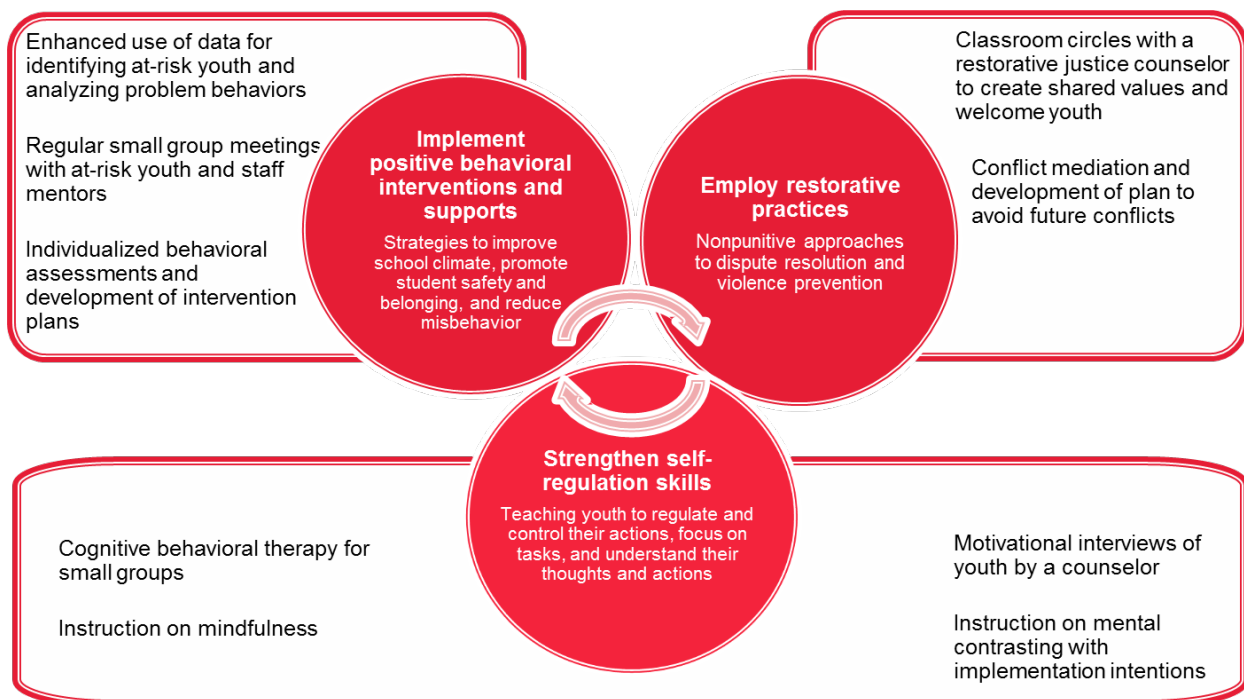 Enhanced use of data for
identifying at-risk youth and
analyzing problem behaviors
Regular small group meetings
with at-risk youth and staff
mentors
Individualized behavioral
assessments and
development of intervention
plans
Implement
positive behavioral
interventions and
supports
Strategies to improve
school climate, promote
student safety and
belonging, and reduce
misbehavior
Employ restorative
practices
Nonpunitive approaches
to dispute resolution and
violence prevention
Classroom circles with a
restorative justice counselor
to create shared values and
welcome youth
Conflict mediation and
development of plan to
avoid future conflicts
Strengthen self-
regulation skills
Teaching youth to regulate and
control their actions, focus on
tasks, and understand their
thoughts and actions
Cognitive behavioral therapy for
small groups
Instruction on mindfulness
Motivational interviews of
youth by a counselor
Instruction on mental
contrasting with
implementation intentions